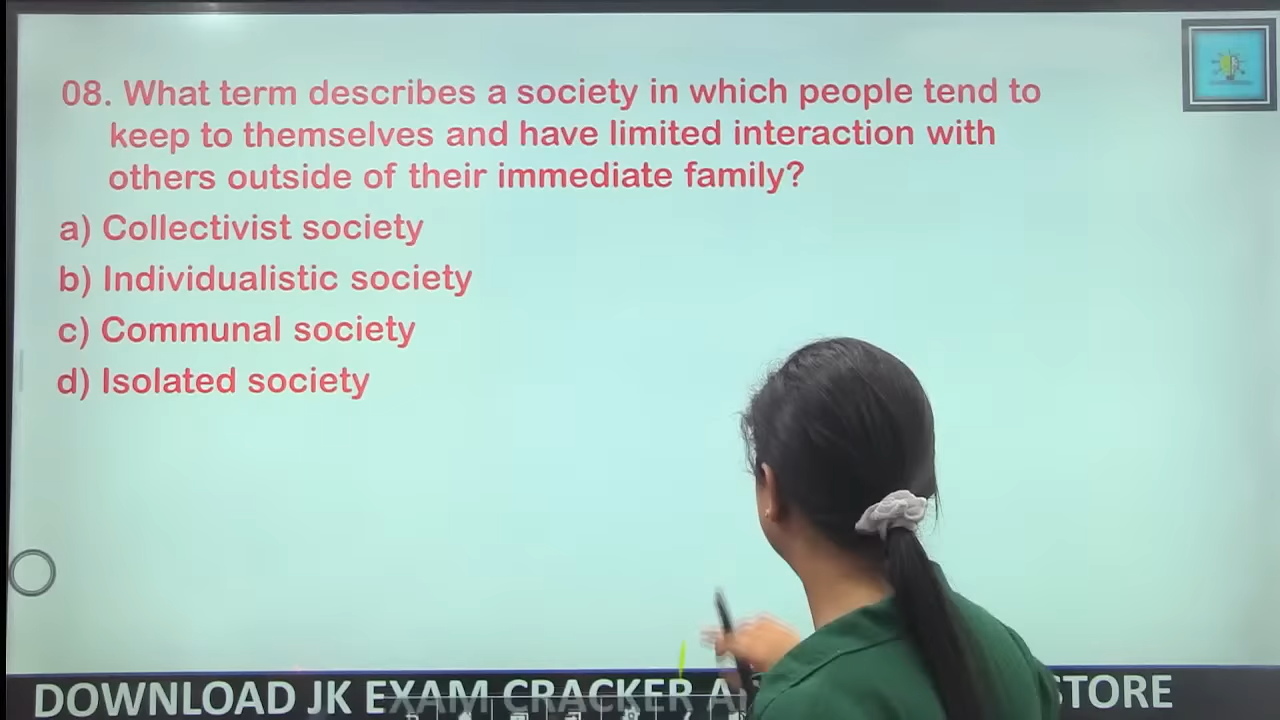 08. What term describes a society in which people tend to
keep to themselves and have limited interaction with
others outside of their immediate family?
a) Collectivist society
b) Individualistic society
c) Communal society
d) Isolated society
DOWNLOAD JK EXAM CRACKER STORE